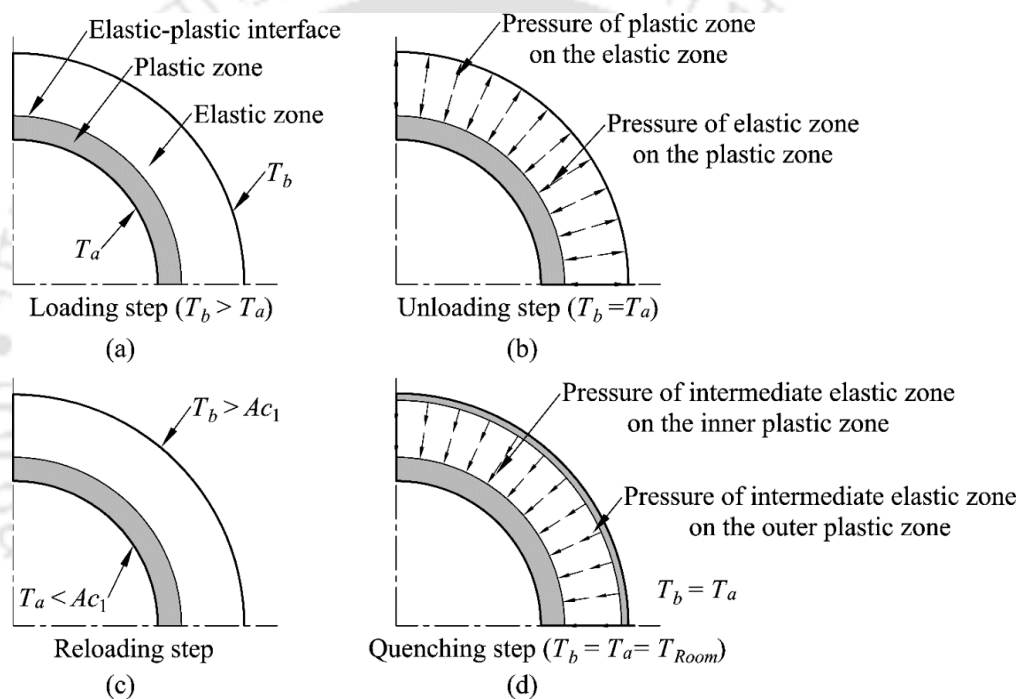 Elastic-plastic interface
Plastic zone
Elastic zone
T_b
T_a
Loading step (T_b > T_a)
(a)
Pressure of plastic zone
on the elastic zone
Pressure of elastic zone
on the plastic zone
Unloading step (T_b =T_a)
(b)
T_b > Ac_1
T_a < Ac_1
Reloading step
(c)
Pressure of intermediate elastic zone
on the inner plastic zone
Pressure of intermediate elastic zone
on the outer plastic zone
T_b = T_a
Quenching step (T_b = T_a= T_Room)
(d)